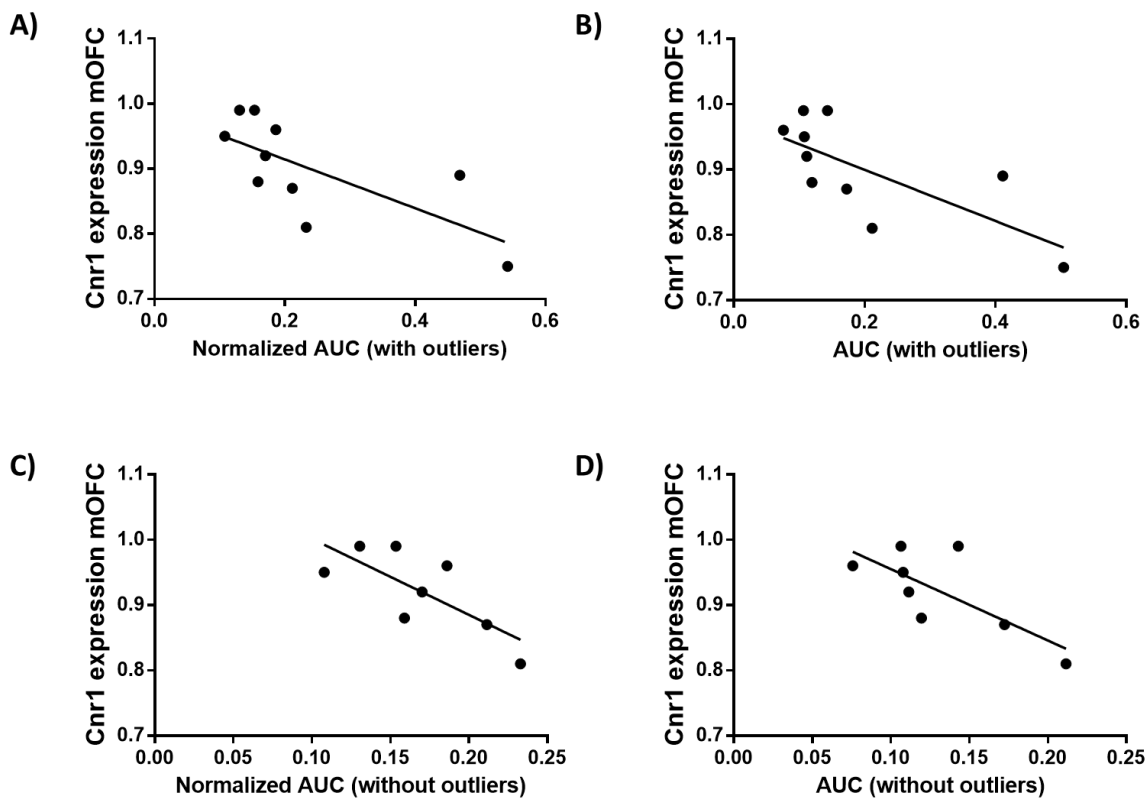 A)
Cnr1 expression mOFC
1.1
1.0
0.9
0.8
0.7
0.0 0.2 0.4 0.6
Normalized AUC (with outliers)
B)
Cnr1 expression mOFC
1.1
1.0
0.9
0.8
0.7
0.0 0.2 0.4 0.6
AUC (with outliers)
C)
Cnr1 expression mOFC
1.1
1.0
0.9
0.8
0.7
0.00 0.05 0.10 0.15 0.20 0.25
Normalized AUC (without outliers)
D)
Cnr1 expression mOFC
1.1
1.0
0.9
0.8
0.7
0.00 0.05 0.10 0.15 0.20 0.25
AUC (without outliers)